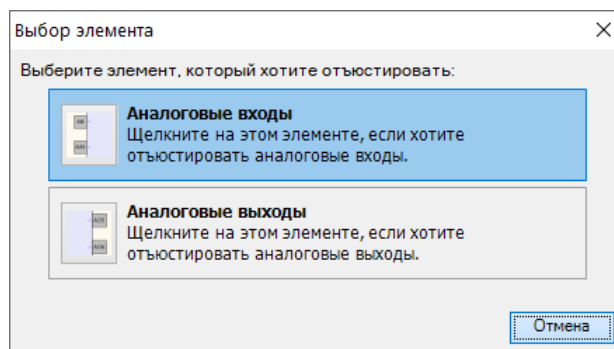 Выбор элемента
Выберите элемент, который хотите отъюстировать:
Аналоговые входы
Щелкните на этом элементе, если хотите
отъюстировать аналоговые входы.
Аналоговые выходы
Щелкните на этом элементе, если хотите
отъюстировать аналоговые выходы.
Отмена